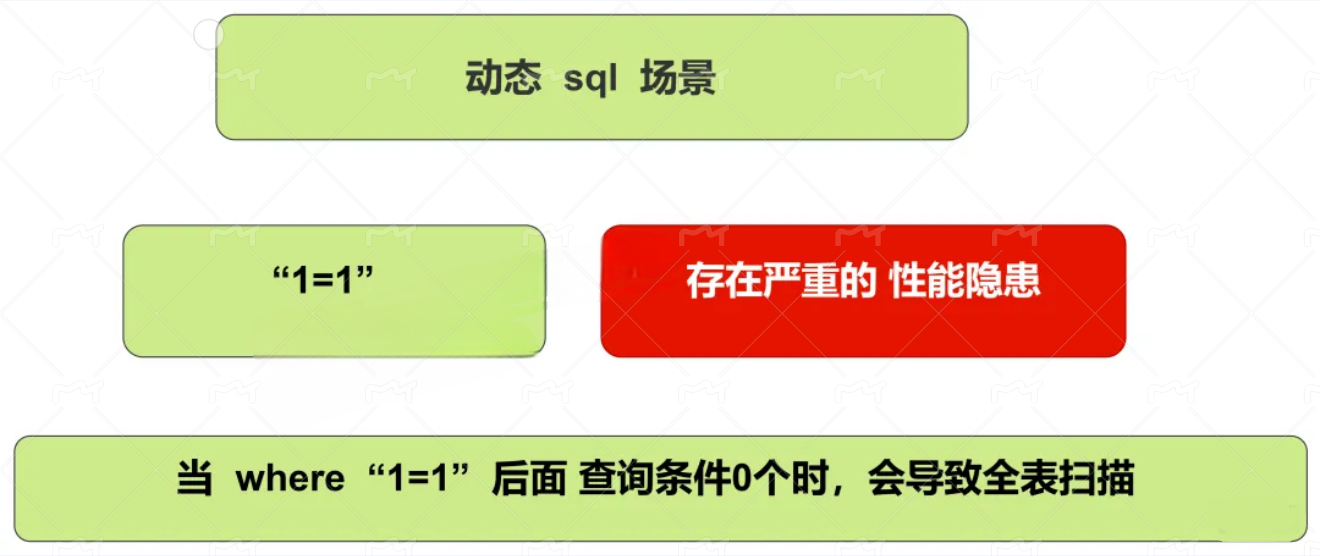 动态 sql 场景
“1=1”
存在严重的 性能隐患
当 where “1=1” 后面 查询条件0个时，会导致全表扫描